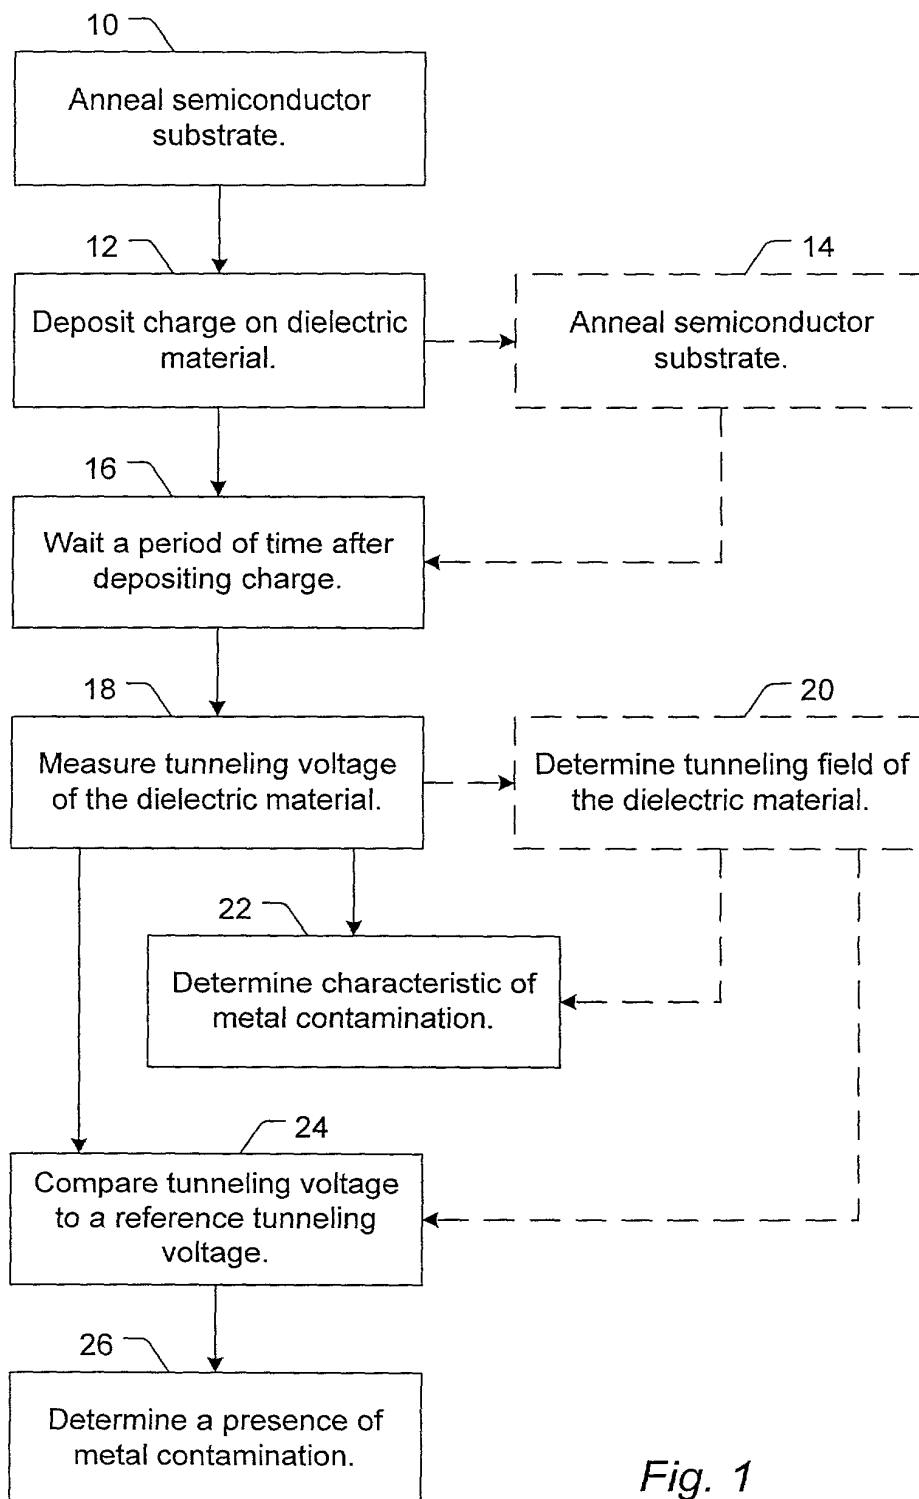 10
Anneal semiconductor
substrate.
12
Deposit charge on dielectric
material.
14
Anneal semiconductor
substrate.
16
Wait a period of time after
depositing charge.
18
Measure tunneling voltage
of the dielectric material.
20
Determine tunneling field of
the dielectric material.
22
Determine characteristic of
metal contamination.
24
Compare tunneling voltage
to a reference tunneling
voltage.
26
Determine a presence of
metal contamination.
Fig. 1